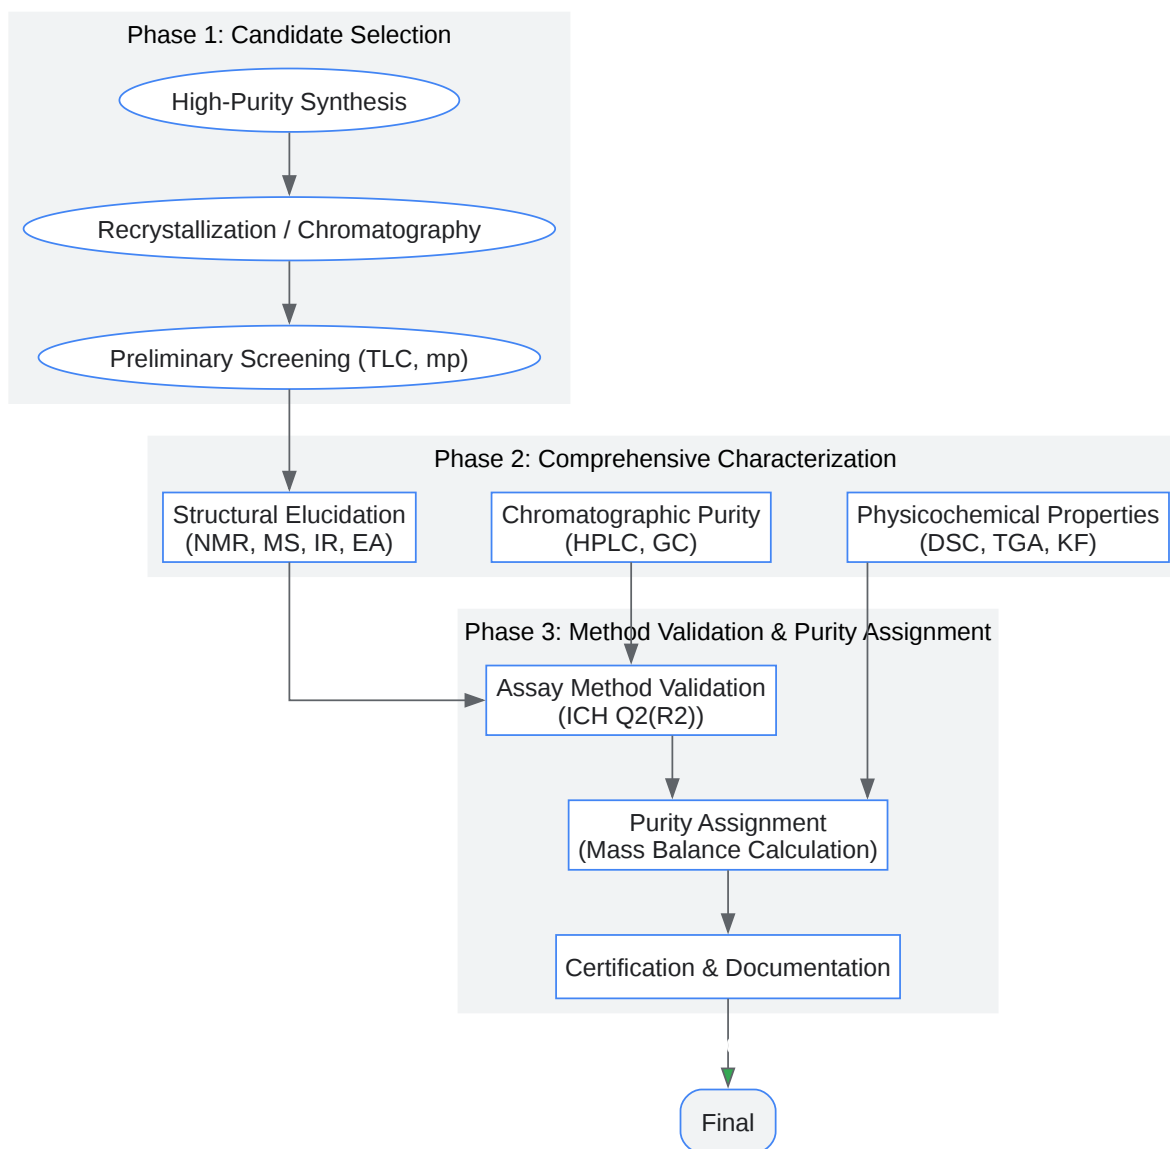 Phase 1: Candidate Selection
High-Purity Synthesis
Recrystallization / Chromatography
Preliminary Screening (TLC, mp)
Phase 2: Comprehensive Characterization
Structural Elucidation
(NMR, MS, IR, EA)
Chromatographic Purity
(HPLC, GC)
Physicochemical Properties
(DSC, TGA, KF)
Phase 3: Method Validation & Purity Assignment
Assay Method Validation
(ICH Q2(R2))
Purity Assignment
(Mass Balance Calculation)
Certification & Documentation
Final